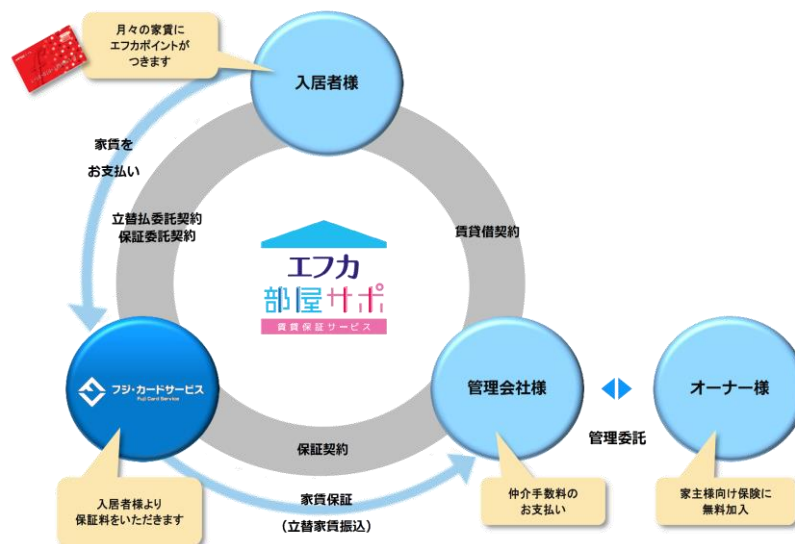 月々の家賃に
エフカポイントが
つきます
入居者様
家賃を
お支払い
立替払委託契約
保証委託契約
賃貸借契約
エフカ
部屋サポ
賃貸保証サービス
フジ・カードサービス
Fuji Card Service
管理会社様
オーナー様
管理委託
保証契約
入居者様より
保証料をいただきます
家賃保証
(立替家賃振込)
仲介手数料の
お支払い
家主様向け保険に
無料加入